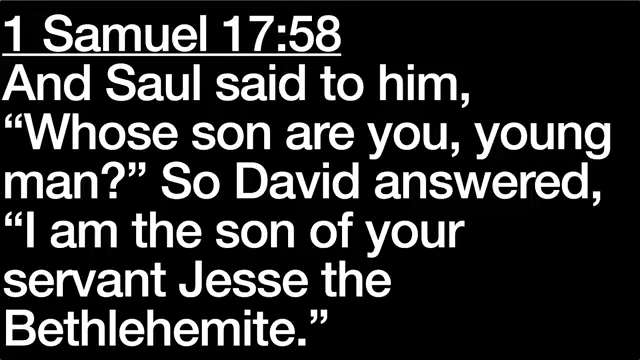 1 Samuel 17:58
And Saul said to him,
“Whose son are you, young
man?” So David answered,
“I am the son of your
servant Jesse the
Bethlehemite.”